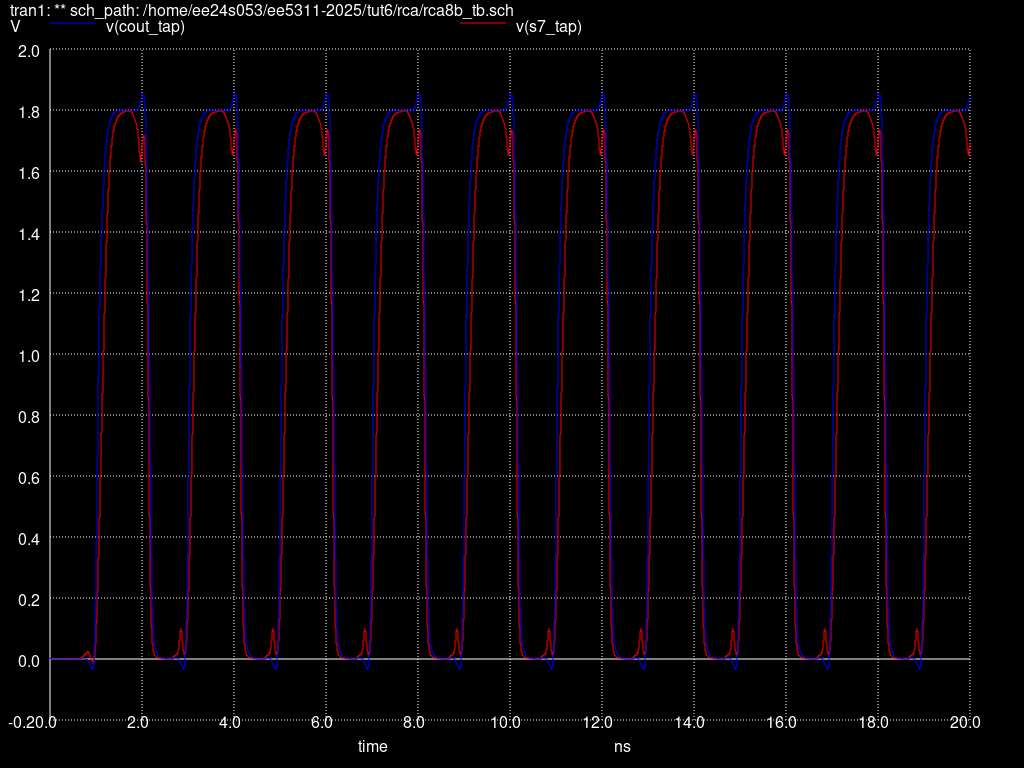 tran1: ** sch_path: /home/ee24s053/ee5311-2025/tut6/rca/rca8b_tb.sch
V v(cout_tap) v(s7_tap)
2.0
1.8
1.6
1.4
1.2
1.0
0.8
0.6
0.4
0.2
0.0
-0.20.0 2.0 4.0 6.0 8.0 10.0 12.0 14.0 16.0 18.0 20.0
time ns